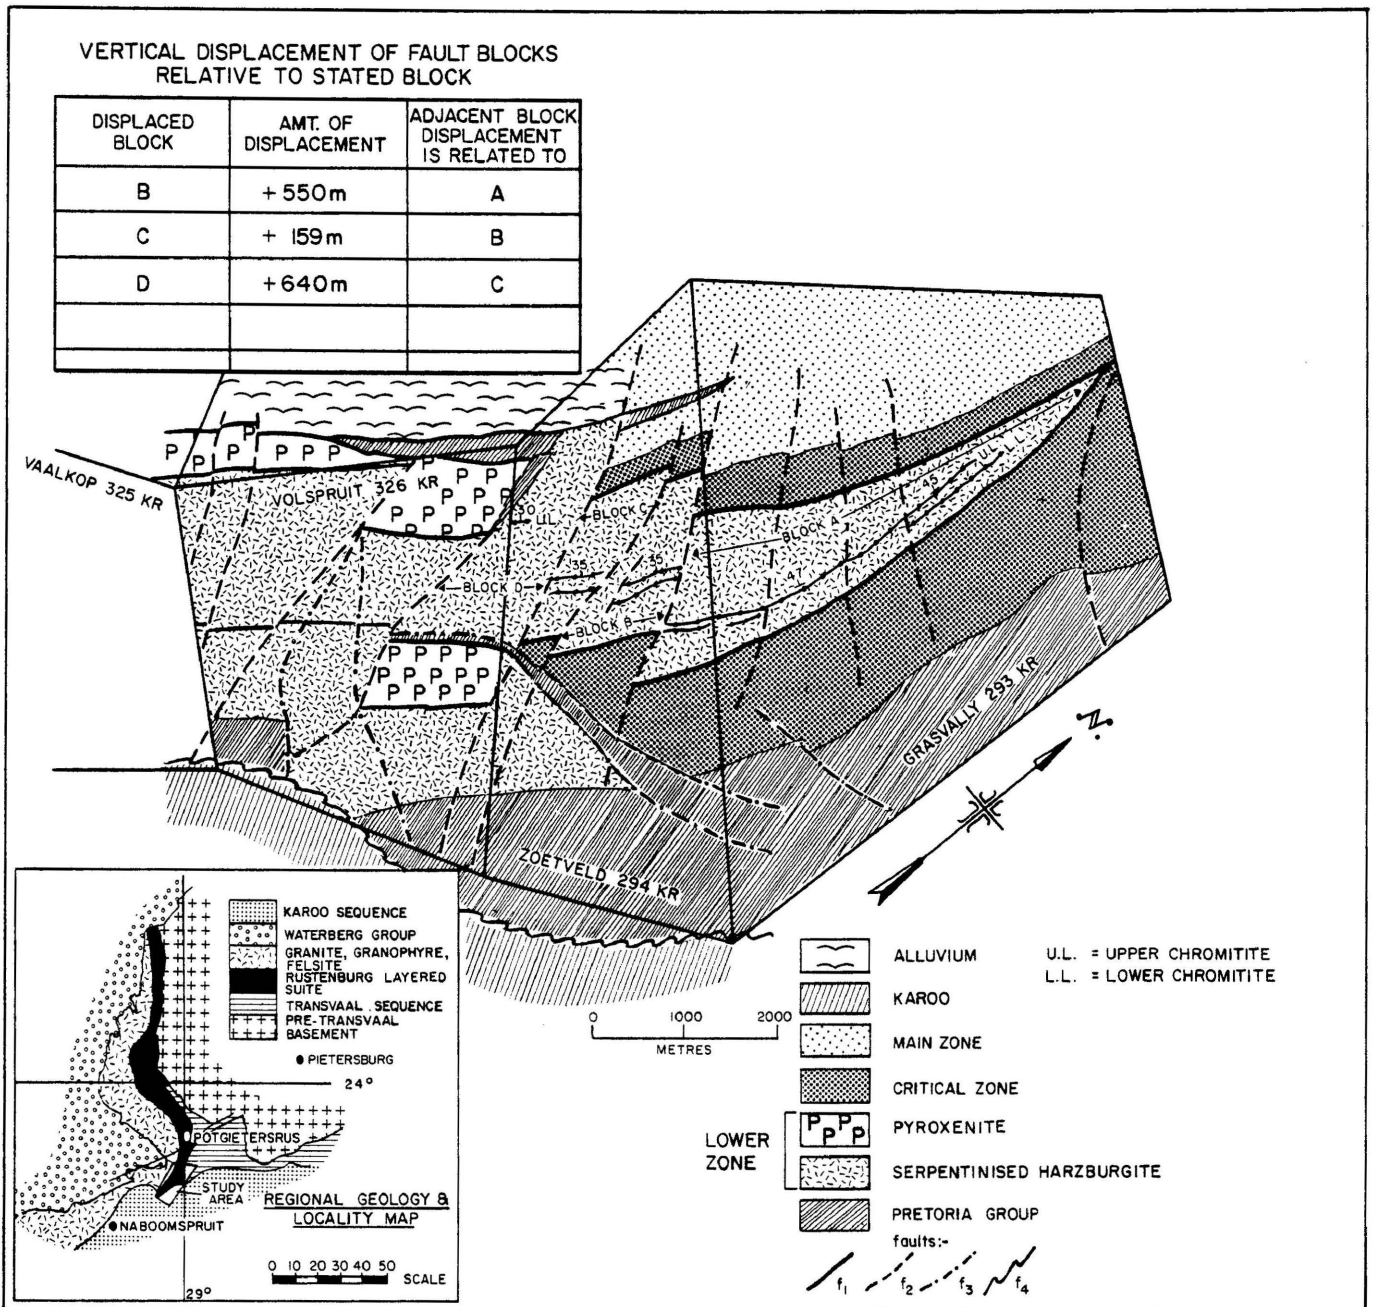 VERTICAL DISPLACEMENT OF FAULT BLOCKS
RELATIVE TO STATED BLOCK
DISPLACED BLOCK
AMT. OF DISPLACEMENT
ADJACENT BLOCK DISPLACEMENT IS RELATED TO
B +550m A
C + 159m B
D +640m C
VAALKOP 325 KR
VOLSPRUIT 326 KR
P P P P P P P
P
P P P P P P P P P P P
30
U.L.
BLOCK C
BLOCK A
U.L.
L.L.
45
47
35
35
BLOCK D
BLOCK B
P P P P
P P P P P
P P P P
GRASVALLY 293 KR
ZOETVELD 294 KR
N.
KAROO SEQUENCE
WATERBERG GROUP
GRANITE, GRANOPHYRE,
FELSITE
RUSTENBURG LAYERED
SUITE
TRANSVAAL SEQUENCE
PRE-TRANSVAAL
BASEMENT
PIETERSBURG
24°
POTGIETERSRUS
STUDY
AREA
NABOOMSPRUIT
REGIONAL GEOLOGY &
LOCALITY MAP
0 10 20 30 40 50 SCALE
29°
0 1000 2000
METRES
ALLUVIUM
KAROO
MAIN ZONE
CRITICAL ZONE
P P P P PYROXENITE
LOWER
ZONE
SERPENTINISED HARZBURGITE
PRETORIA GROUP
faults:-
f1 f2 f3 f4
U.L. = UPPER CHROMITITE
L.L. = LOWER CHROMITITE